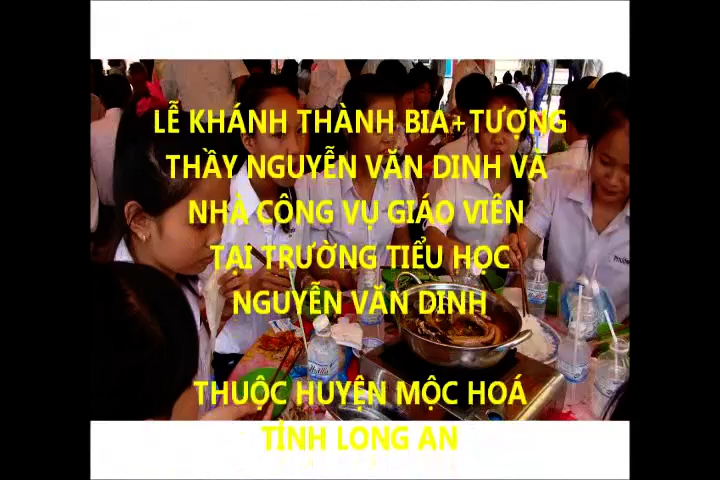 LỄ KHÁNH THÀNH BIA+TƯỢNG
THẦY NGUYỄN VĂN DINH VÀ
NHÀ CÔNG VỤ GIÁO VIÊN
TẠI TRƯỜNG TIỂU HỌC
NGUYỄN VĂN DINH
THUỘC HUYỆN MỘC HOÁ
TỈNH LONG AN